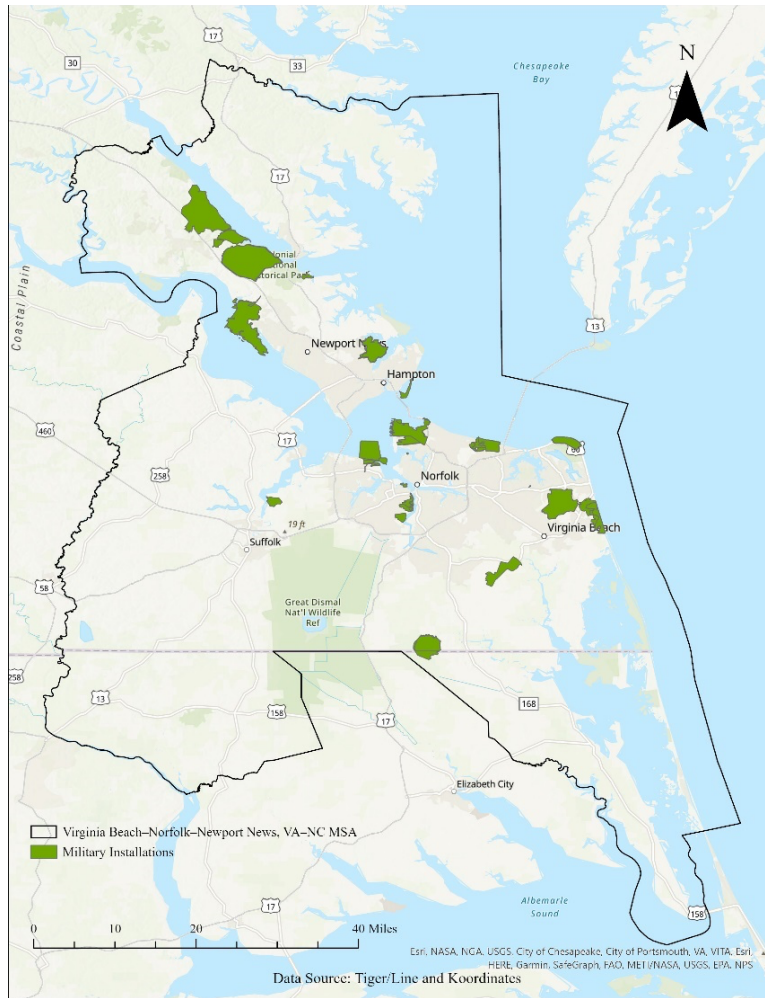 17
30
33
Chesapeake
Bay
N
17
Colonial
National
Historical Park
Coastal Plain
13
Newport News
Hampton
460
17
258
60
Norfolk
19 ft
Virginia Beach
Suffolk
58
Great Dismal
Nat'l Wildlife
Ref
258
13
158
17
168
Elizabeth City
Virginia Beach–Norfolk–Newport News, VA–NC MSA
Military Installations
17
Albemarle
Sound
158
0 10 20 40 Miles
Esri, NASA, NGA, USGS, City of Chesapeake, City of Portsmouth, VA, VITA, Esri,
HERE, Garmin, SafeGraph, FAO, METI/NASA, USGS, EPA, NPS
Data Source: Tiger/Line and Koordinates